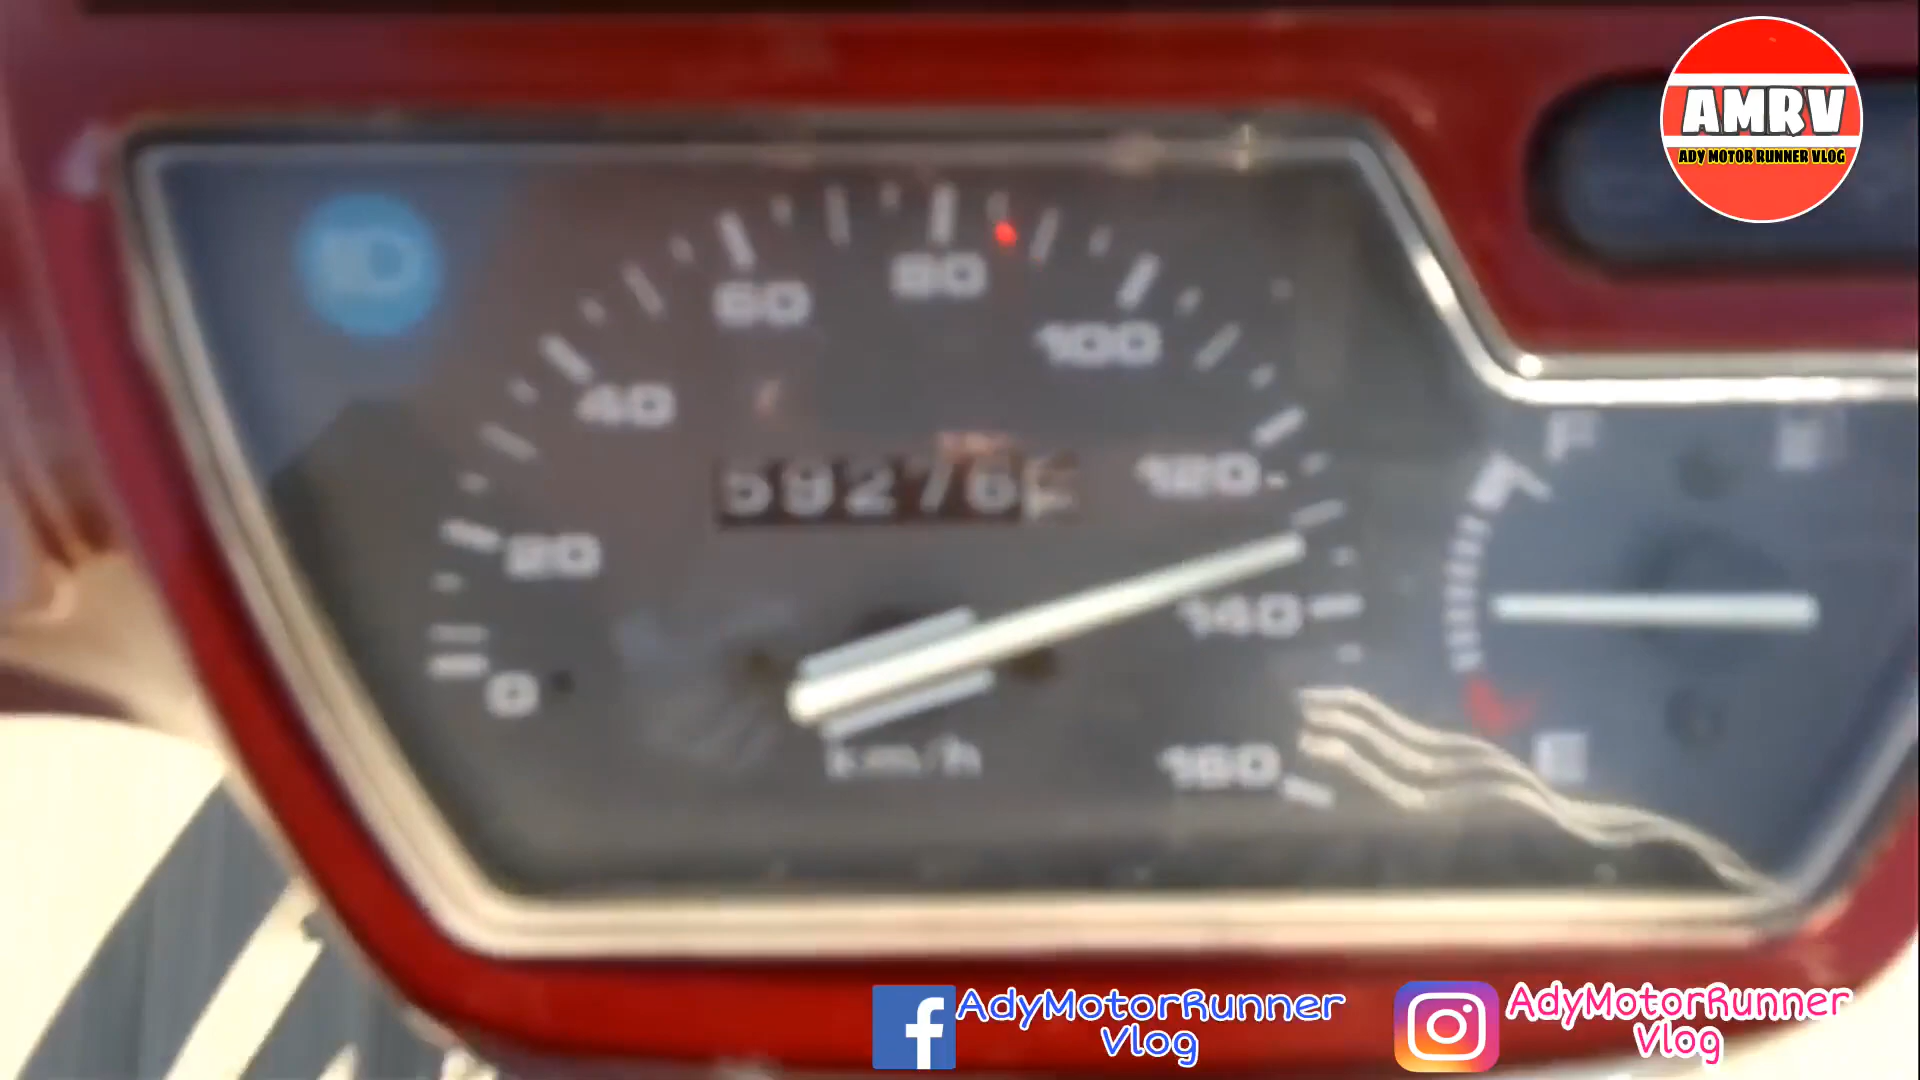 AMRV
ADY MOTOR RUNNER VLOG
F
80
60
100
40
59276
120
20
140
0
km/h
160
E
AdyMotorRunner
Vlog
AdyMotorRunner
Vlog